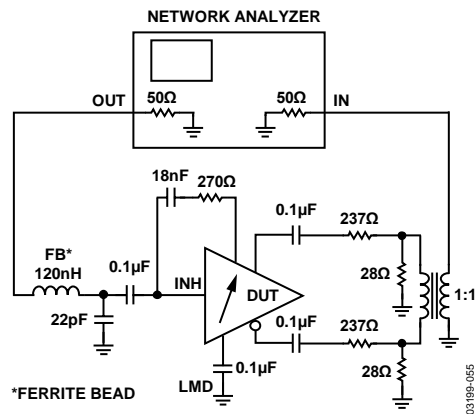 NETWORK ANALYZER
OUT
50Ω
50Ω
IN
18nF
270Ω
0.1µF
237Ω
FB*
120nH
0.1µF
28Ω
INH
DUT
1:1
22pF
0.1µF
237Ω
0.1µF
28Ω
LMD
*FERRITE BEAD
03199-055